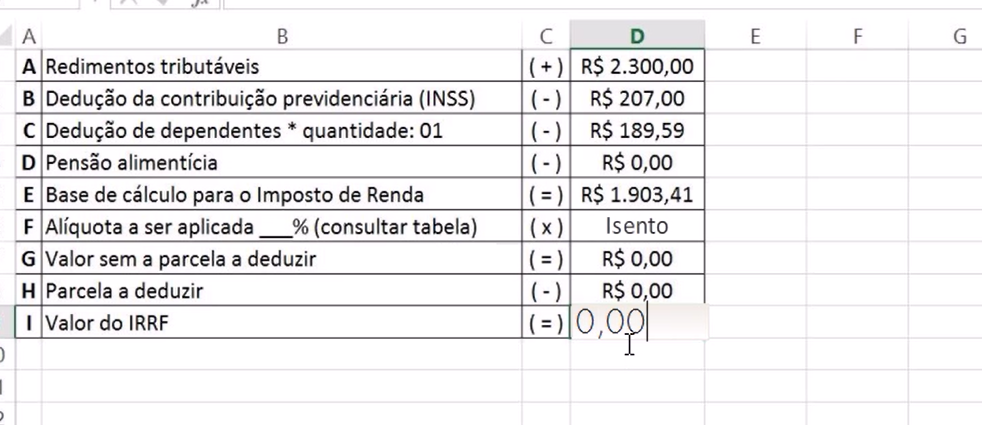 A B C D E F G
A Redimentos tributáveis (+) R$ 2.300,00
B Dedução da contribuição previdenciária (INSS) (-) R$ 207,00
C Dedução de dependentes * quantidade: 01 (-) R$ 189,59
D Pensão alimentícia (-) R$ 0,00
E Base de cálculo para o Imposto de Renda (=) R$ 1.903,41
F Alíquota a ser aplicada ___% (consultar tabela) (x) Isento
G Valor sem a parcela a deduzir (=) R$ 0,00
H Parcela a deduzir (-) R$ 0,00
I Valor do IRRF (=) 0,00